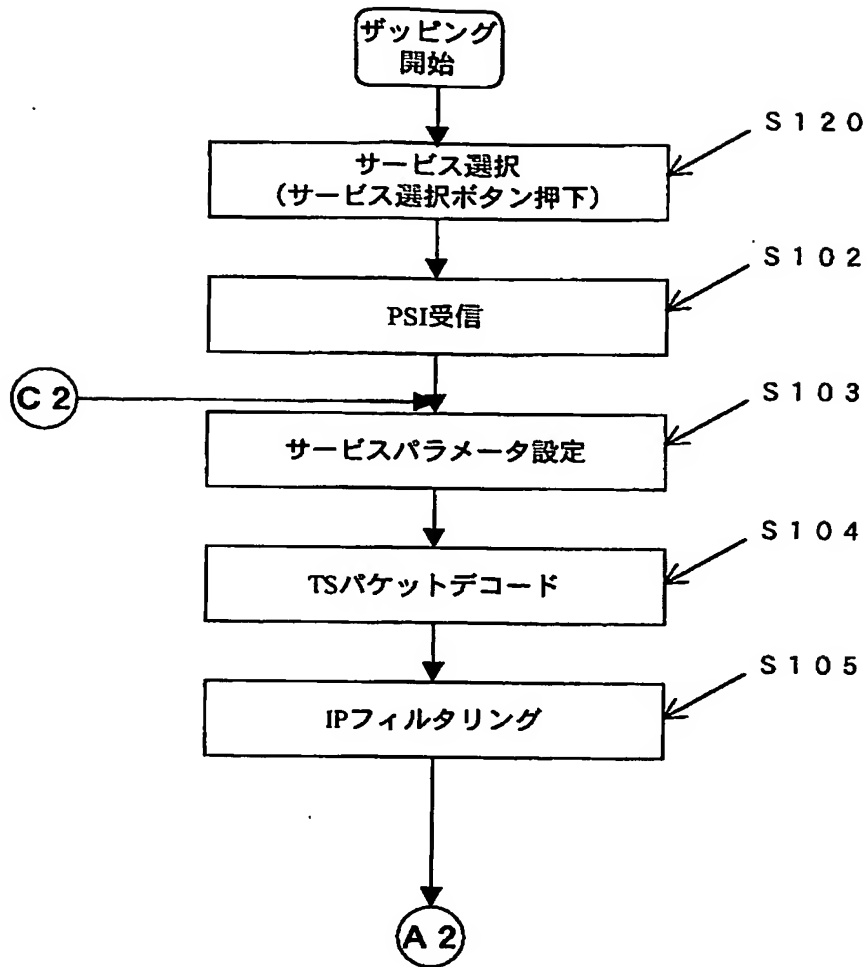 ザッピング
開始
S120
サービス選択
(サービス選択ボタン押下)
S102
PSI受信
C2
S103
サービスパラメータ設定
S104
TSパケットデコード
S105
IPフィルタリング
A2